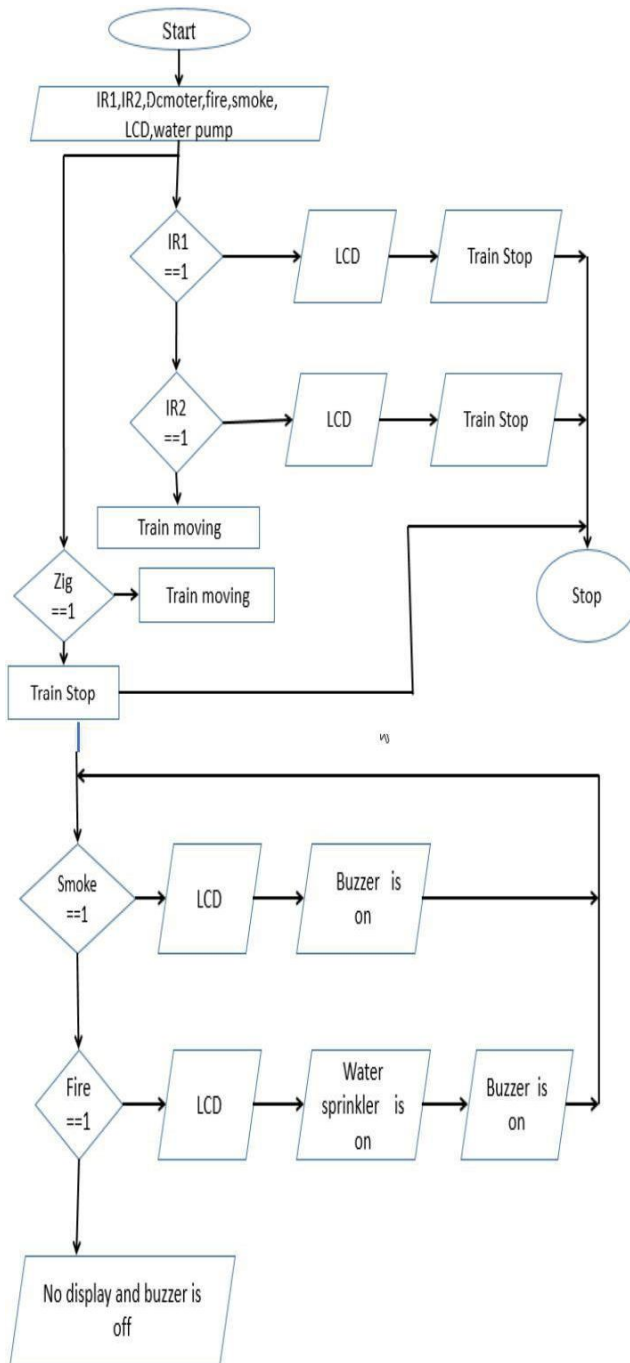 Start
IR1,IR2,Dcmoter,fire,smoke,
LCD,water pump
IR1
==1
LCD
Train Stop
IR2
==1
LCD
Train Stop
Train moving
Zig
==1
Train moving
Stop
Train Stop
Smoke
==1
LCD
Buzzer is
on
Fire
==1
LCD
Water
sprinkler is
on
Buzzer is
on
No display and buzzer is
off